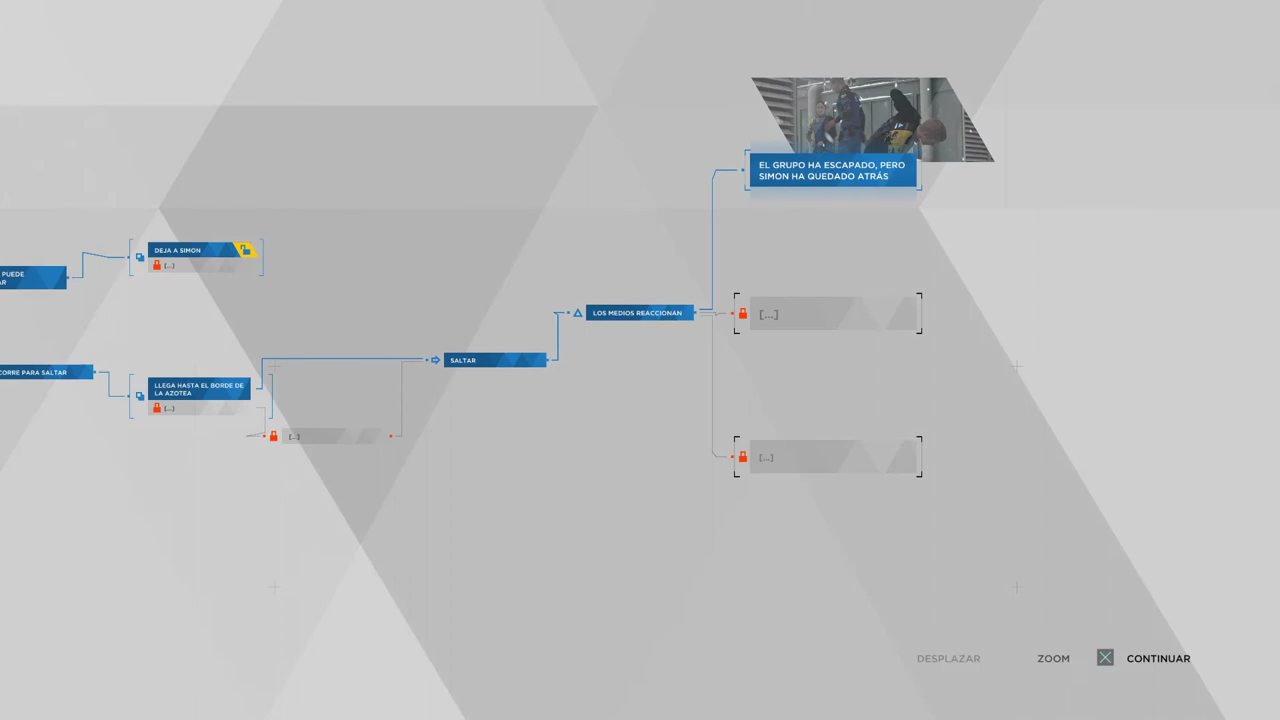 EL GRUPO HA ESCAPADO, PERO
SIMON HA QUEDADO ATRÁS
DEJA A SIMON
[...]
PUEDE
AR
LOS MEDIOS REACCIONAN
[...]
SALTAR
CORRE PARA SALTAR
LLEGA HASTA EL BORDE DE
LA AZOTEA
[...]
[...]
[...]
DESPLAZAR
ZOOM
CONTINUAR